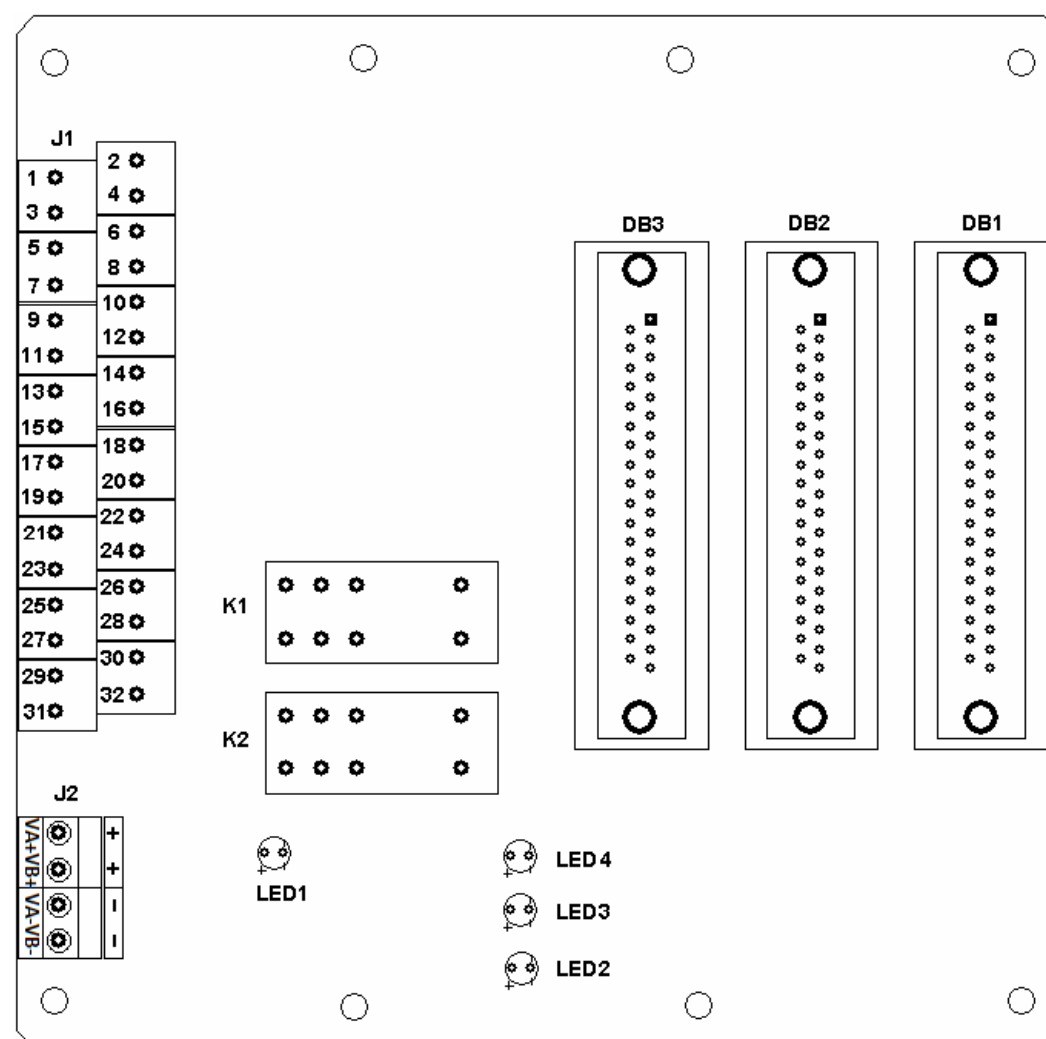 J1
1
3
5
7
9
11
13
15
17
19
21
23
25
27
29
31
2
4
6
8
10
12
14
16
18
20
22
24
26
28
30
32
DB3
DB2
DB1
K1
K2
J2
VA+
VB+
VA-
VB-
+
+
-
-
LED1
+
LED4
+
LED3
+
LED2
+